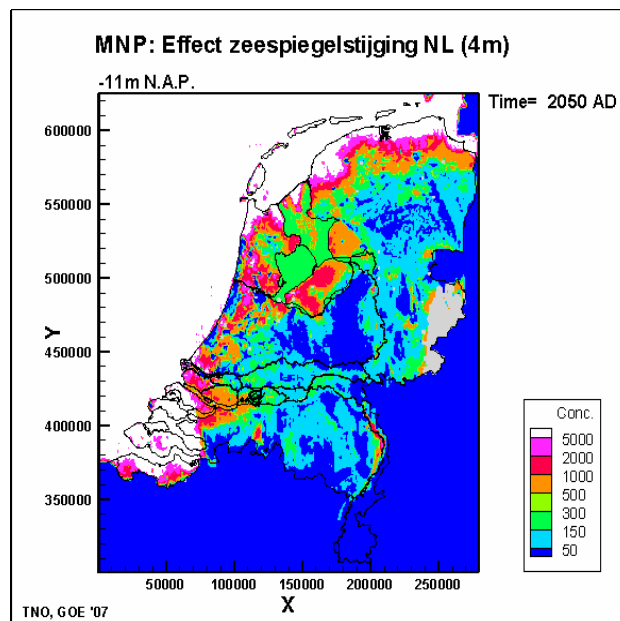 MNP: Effect zeespiegelstijging NL (4m)
-11m N.A.P.
Time= 2050 AD
600000
550000
500000
450000
400000
350000
Y
50000 100000 150000 200000 250000
X
Conc.
5000
2000
1000
500
300
150
50
TNO, GOE '07